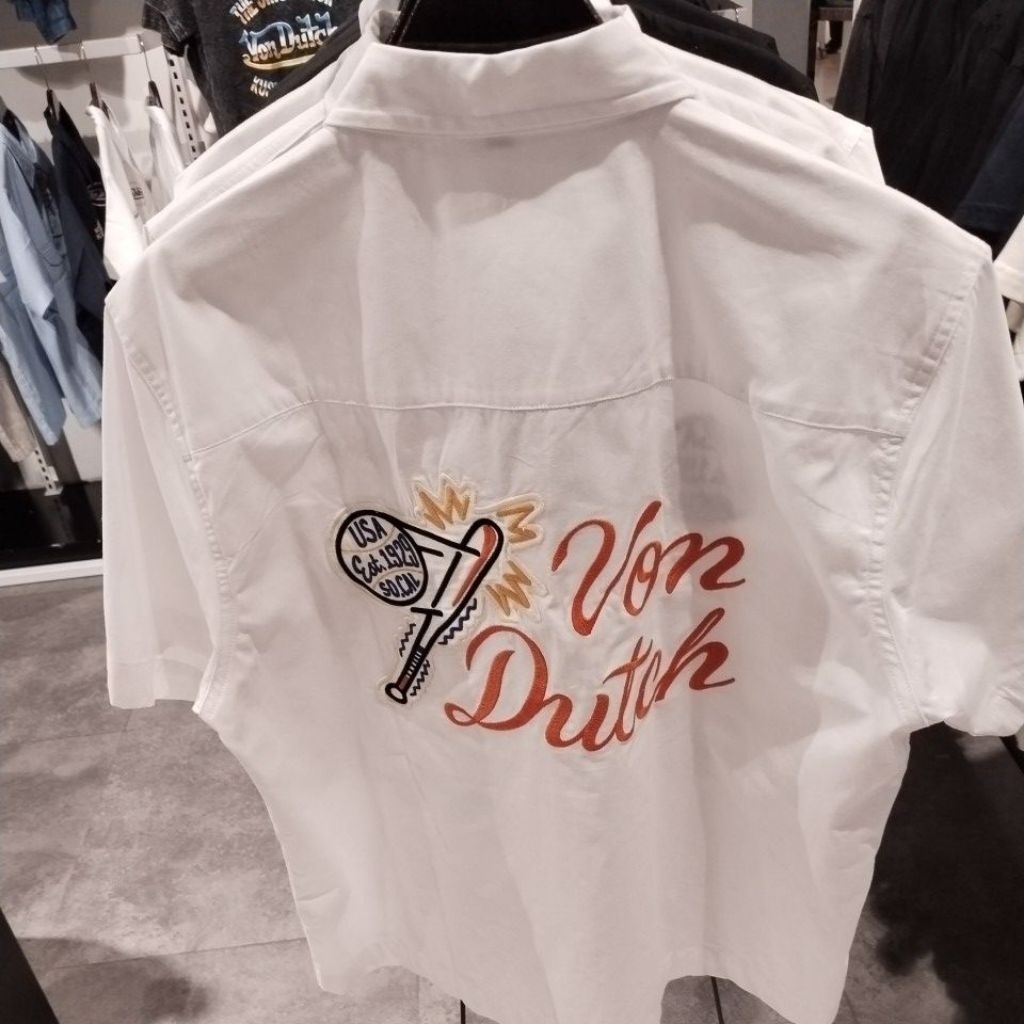 Von Dutch
USA
Est. 1929
SO.CAL
Von
Dutch